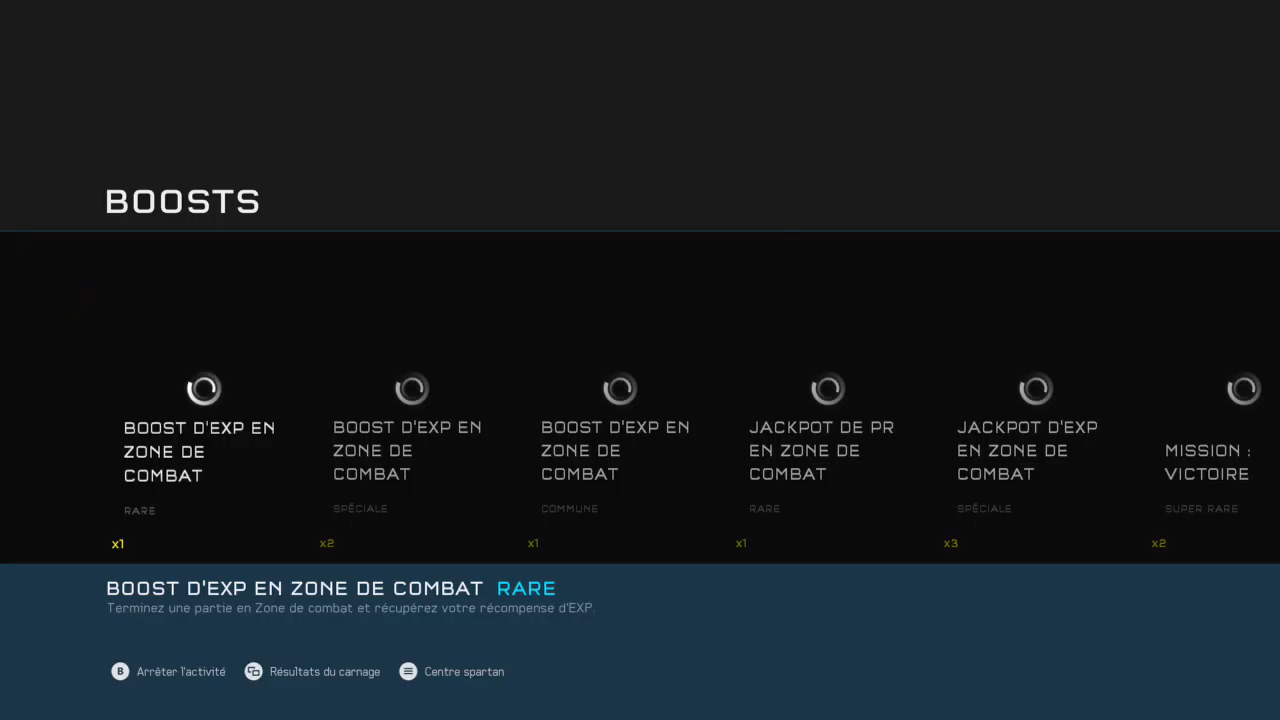 BOOSTS
BOOST D'EXP EN
ZONE DE
COMBAT
RARE
x1
BOOST D'EXP EN
ZONE DE
COMBAT
SPÉCIALE
x2
BOOST D'EXP EN
ZONE DE
COMBAT
COMMUNE
x1
JACKPOT DE PR
EN ZONE DE
COMBAT
RARE
x1
JACKPOT D'EXP
EN ZONE DE
COMBAT
SPÉCIALE
x3
MISSION :
VICTOIRE
SUPER RARE
x2
BOOST D'EXP EN ZONE DE COMBAT RARE
Terminez une partie en Zone de combat et récupérez votre récompense d'EXP.
B Arrêter l'activité Résultats du carnage Centre spartan